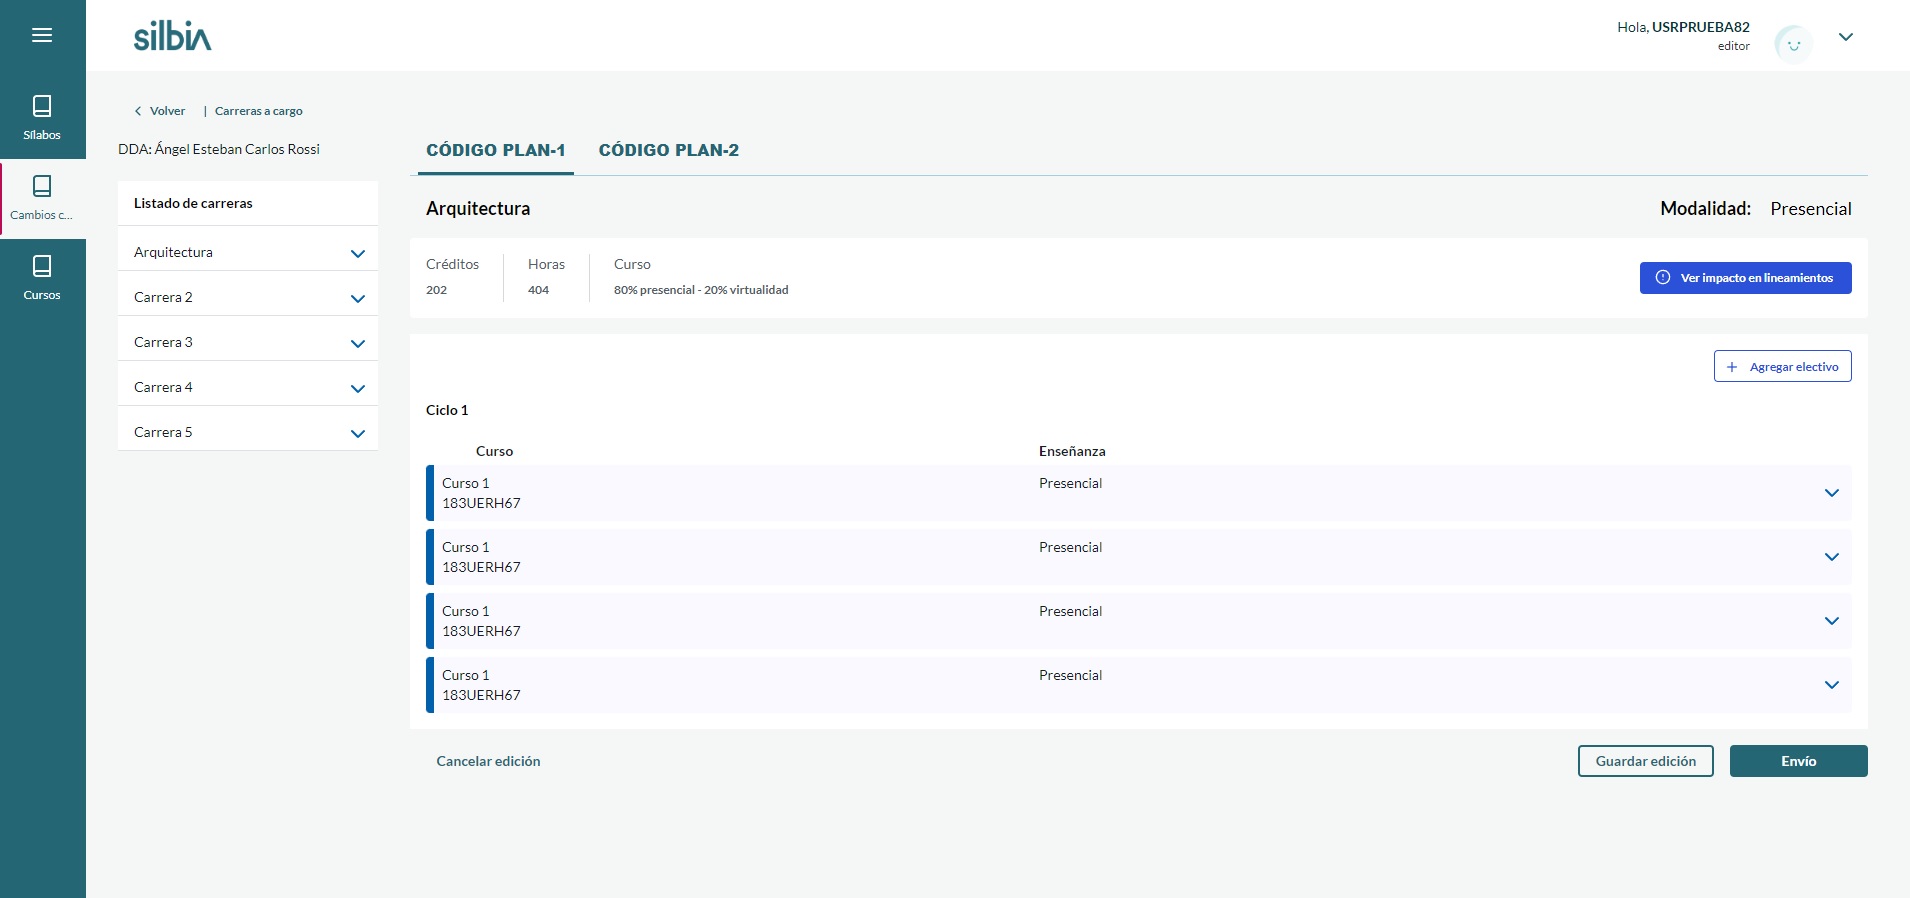 silbia
Hola, USRPRUEBA82
editor
Sílabos
Cambios c...
Cursos
Volver | Carreras a cargo
DDA: Ángel Esteban Carlos Rossi
Listado de carreras
Arquitectura
Carrera 2
Carrera 3
Carrera 4
Carrera 5
CÓDIGO PLAN-1 CÓDIGO PLAN-2
Arquitectura Modalidad: Presencial
Créditos Horas Curso
202 404 80% presencial - 20% virtualidad
Ver impacto en lineamientos
+ Agregar electivo
Ciclo 1
Curso Enseñanza
Curso 1 Presencial
183UERH67
Curso 1 Presencial
183UERH67
Curso 1 Presencial
183UERH67
Curso 1 Presencial
183UERH67
Cancelar edición Guardar edición Envío